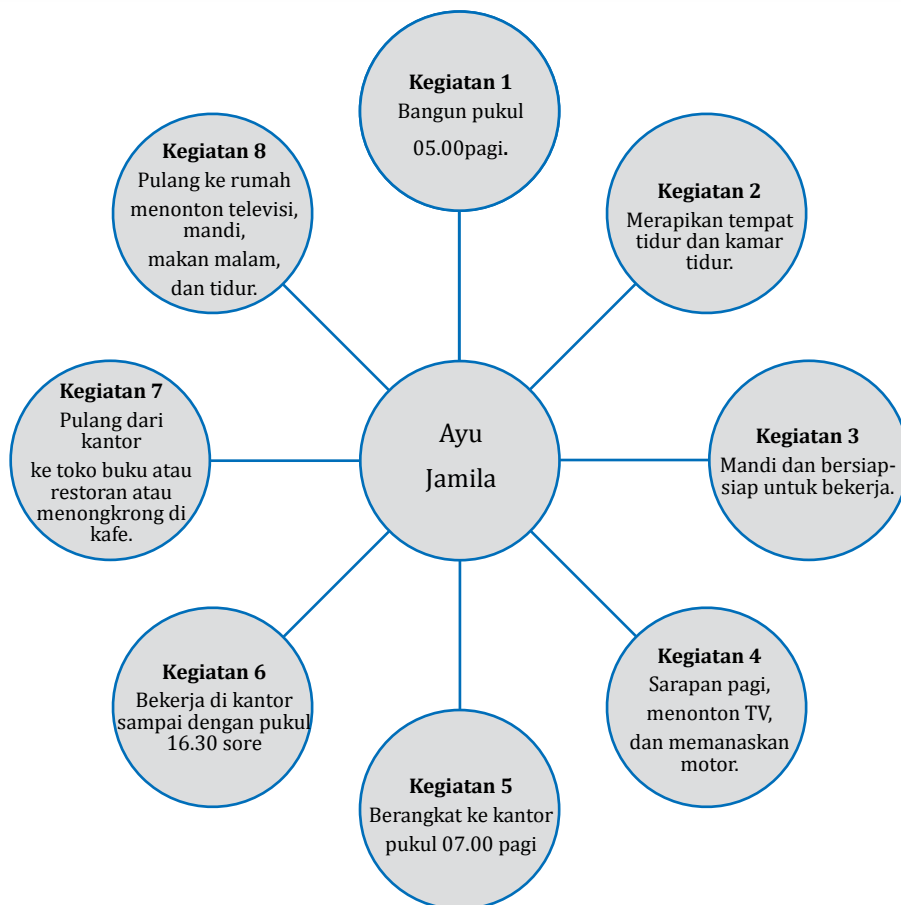 Kegiatan 1
Bangun pukul
05.00pagi.
Kegiatan 2
Merapikan tempat
tidur dan kamar
tidur.
Kegiatan 3
Mandi dan bersiap-
siap untuk bekerja.
Kegiatan 4
Sarapan pagi,
menonton TV,
dan memanaskan
motor.
Kegiatan 5
Berangkat ke kantor
pukul 07.00 pagi
Kegiatan 6
Bekerja di kantor
sampai dengan pukul
16.30 sore
Kegiatan 7
Pulang dari
kantor
ke toko buku atau
restoran atau
menongkrong di
kafe.
Kegiatan 8
Pulang ke rumah
menonton televisi,
mandi,
makan malam,
dan tidur.
Ayu
Jamila